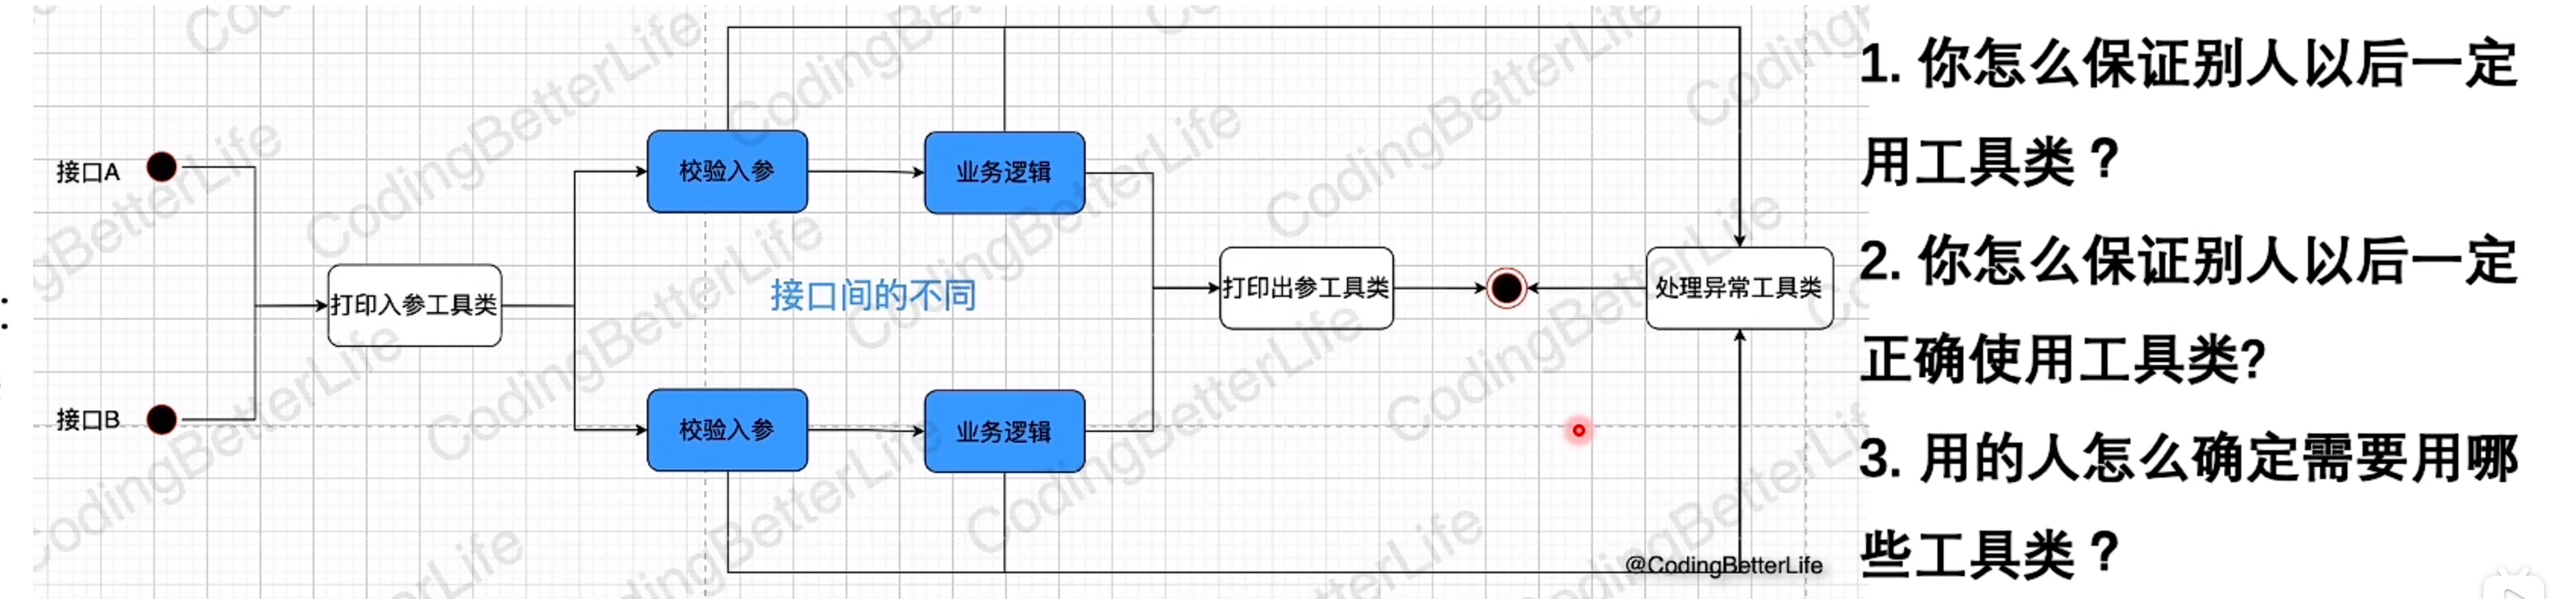 接口A
接口B
打印入参工具类
校验入参
业务逻辑
接口间的不同
校验入参
业务逻辑
打印出参工具类
处理异常工具类
@CodingBetterLife
1. 你怎么保证别人以后一定
用工具类？
2. 你怎么保证别人以后一定
正确使用工具类?
3. 用的人怎么确定需要用哪
些工具类？
CodingBetterLife